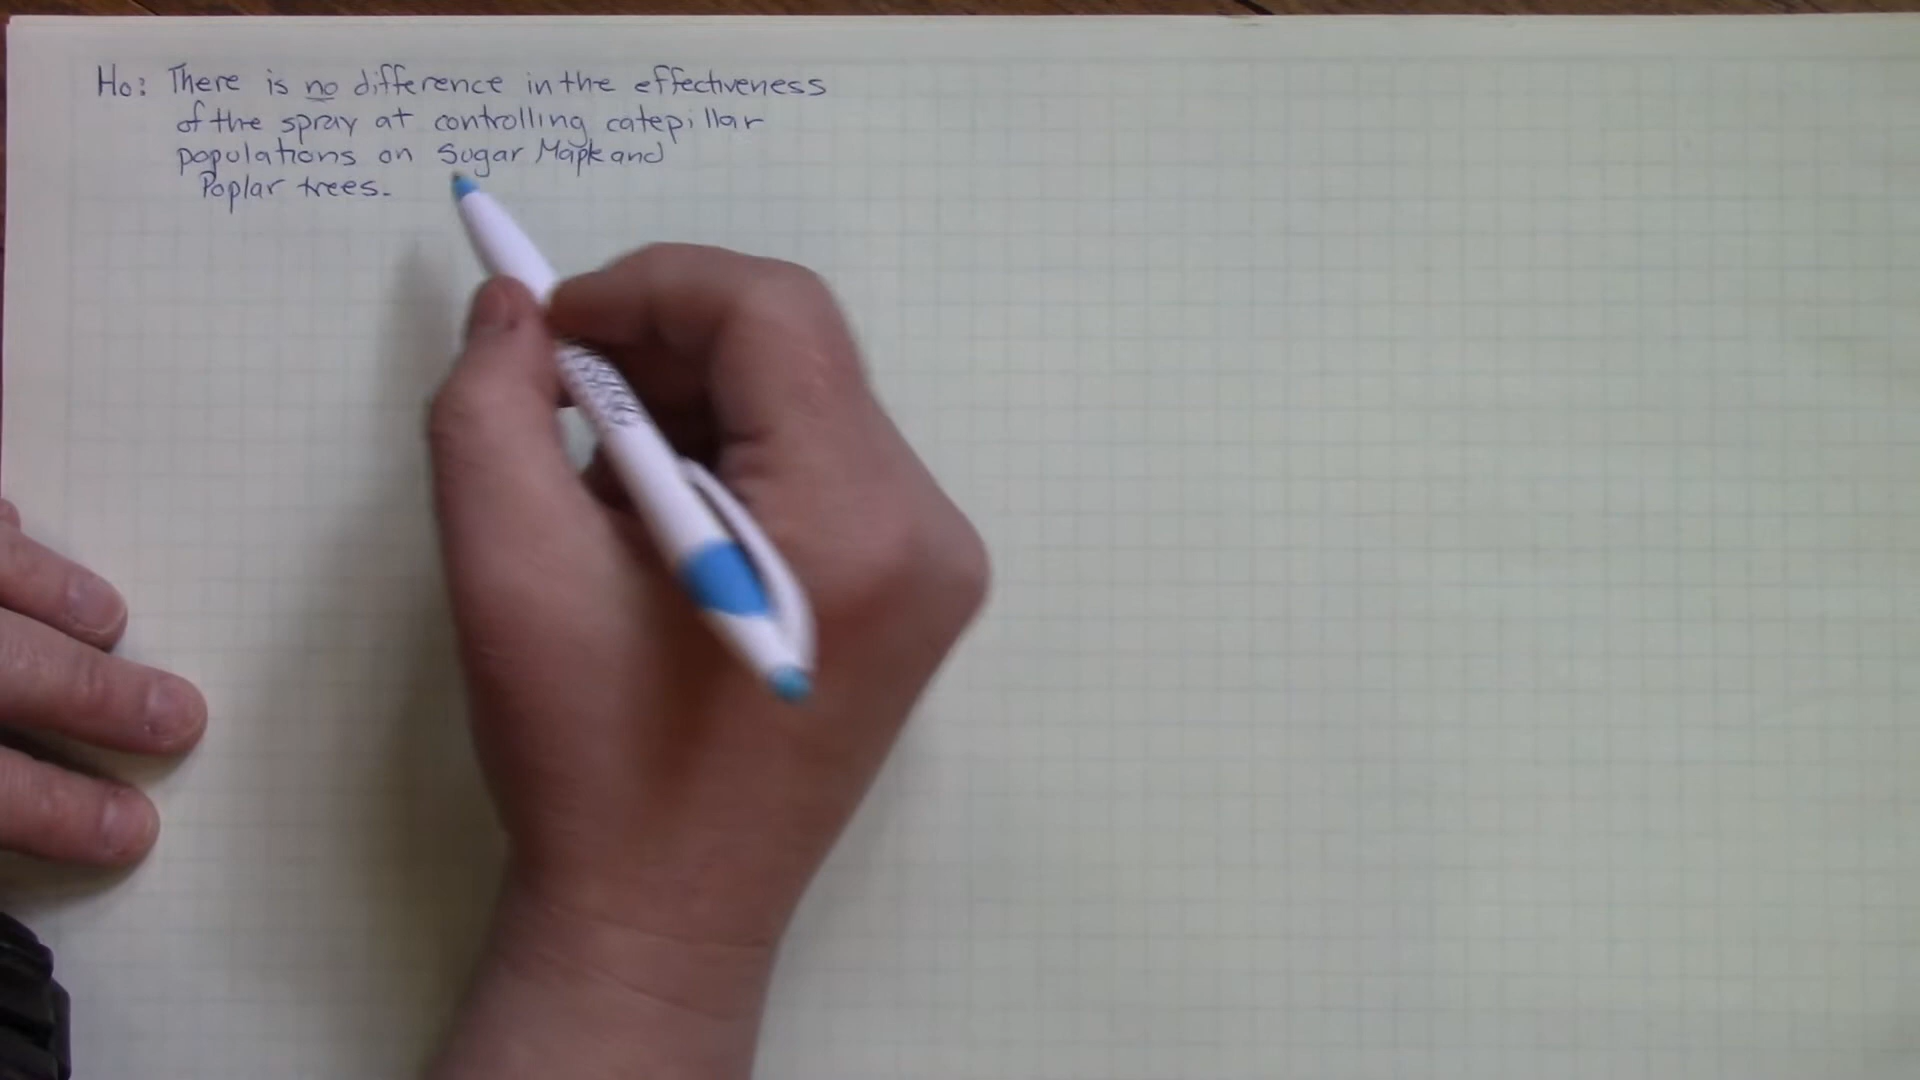 Ho: There is no difference in the effectiveness
of the spray at controlling catepillar
populations on Sugar Maple and
Poplar trees.